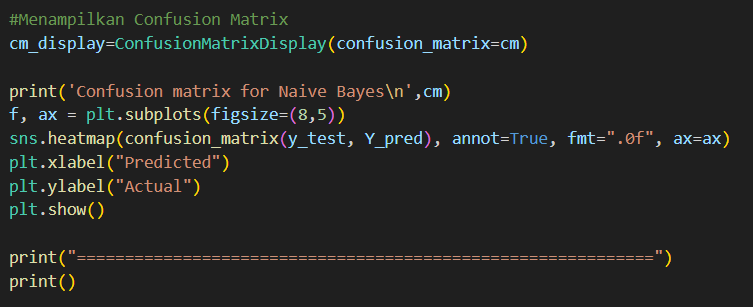 #Menampilkan Confusion Matrix
cm_display=ConfusionMatrixDisplay(confusion_matrix=cm)
print('Confusion matrix for Naive Bayes\n',cm)
f, ax = plt.subplots(figsize=(8,5))
sns.heatmap(confusion_matrix(y_test, Y_pred), annot=True, fmt=".0f", ax=ax)
plt.xlabel("Predicted")
plt.ylabel("Actual")
plt.show()
print("============================================================")
print()